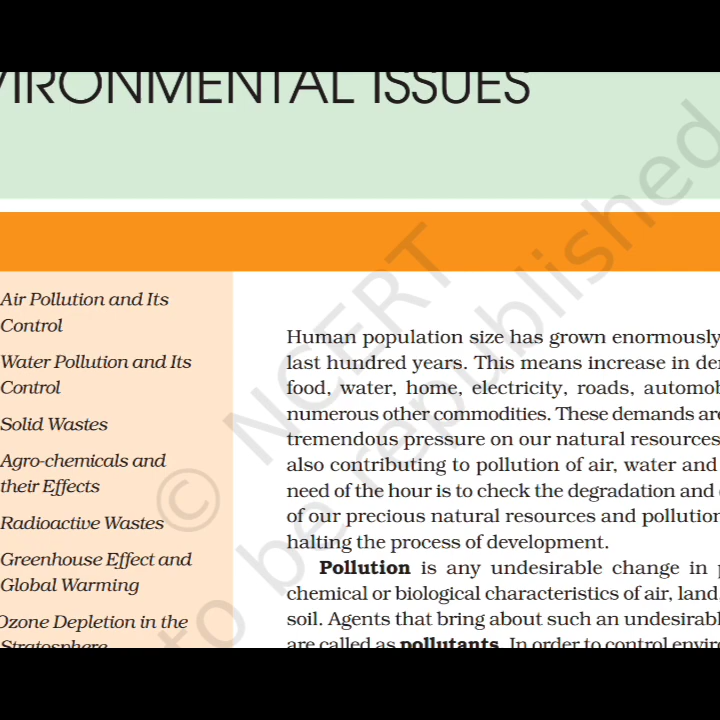 VIRONMENTAL ISSUES
Air Pollution and Its
Control
Water Pollution and Its
Control
Solid Wastes
Agro-chemicals and
their Effects
Radioactive Wastes
Greenhouse Effect and
Global Warming
Ozone Depletion in the
Stratosphere
Human population size has grown enormously
last hundred years. This means increase in
food, water, home, electricity, roads,
numerous other commodities. These demands are
tremendous pressure on our natural resources
also contributing to pollution of air, water and
need of the hour is to check the degradation and
of our precious natural resources and pollution
halting the process of development.
Pollution is any undesirable change in
chemical or biological characteristics of air, land,
soil. Agents that bring about such an
are called as pollutants. In order to control
© NCERT
to be republished